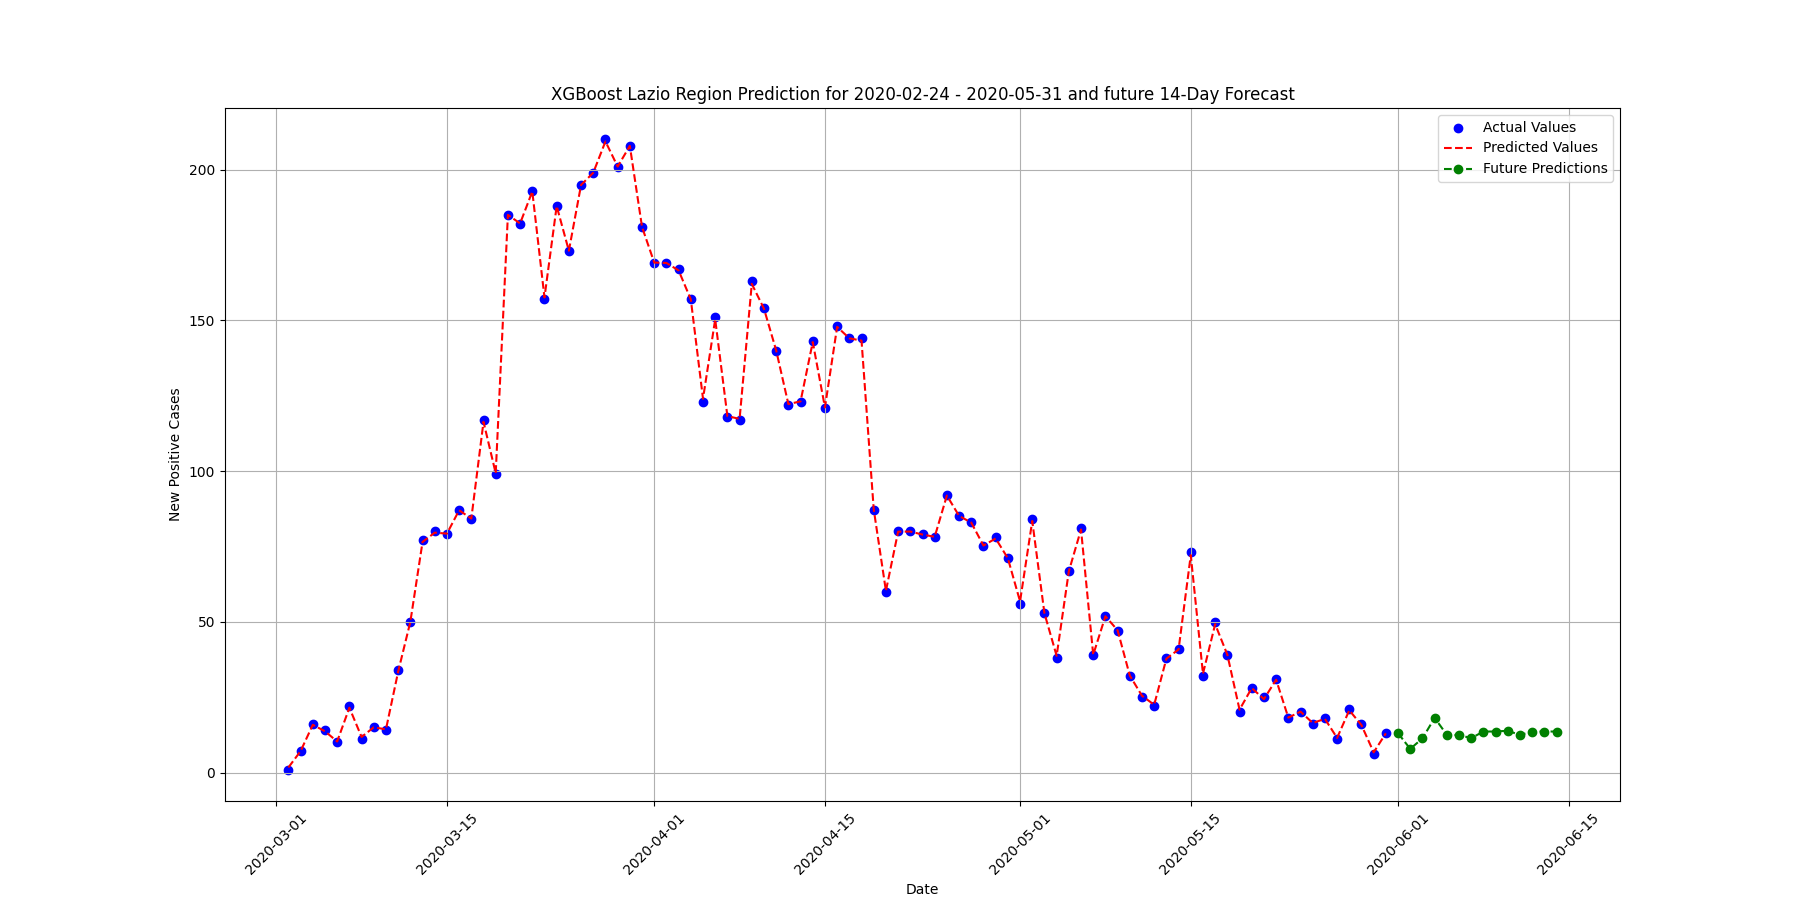 XGBoost Lazio Region Prediction for 2020-02-24 - 2020-05-31 and future 14-Day Forecast
Actual Values
Predicted Values
Future Predictions
New Positive Cases
200
150
100
50
0
2020-03-01
2020-03-15
2020-04-01
2020-04-15
2020-05-01
2020-05-15
2020-06-01
2020-06-15
Date